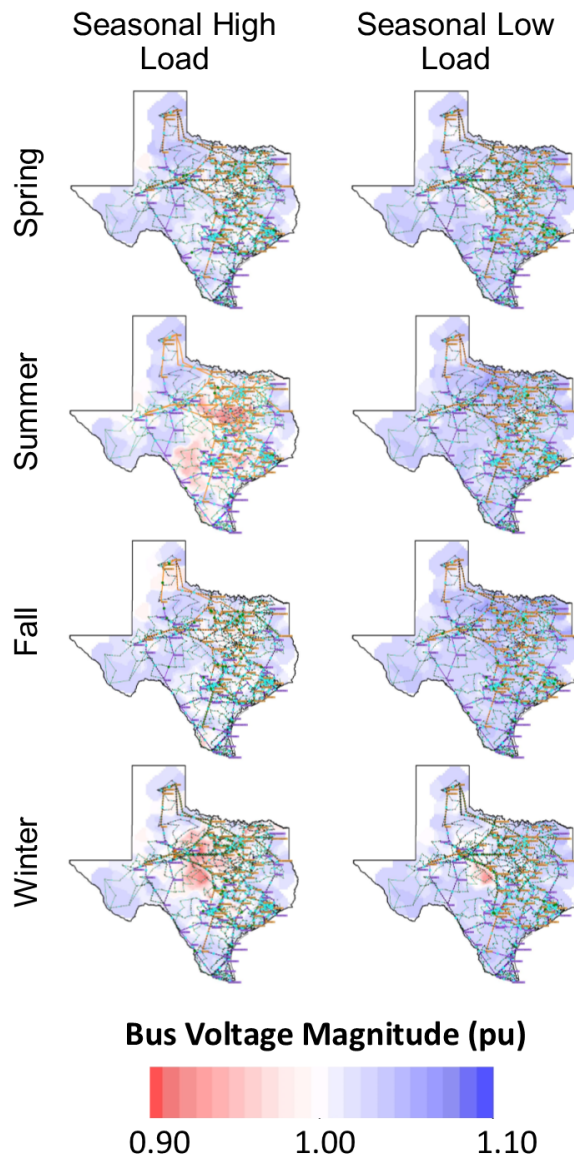 Seasonal High
Load
Seasonal Low
Load
Spring
Summer
Fall
Winter
Bus Voltage Magnitude (pu)
0.90 1.00 1.10